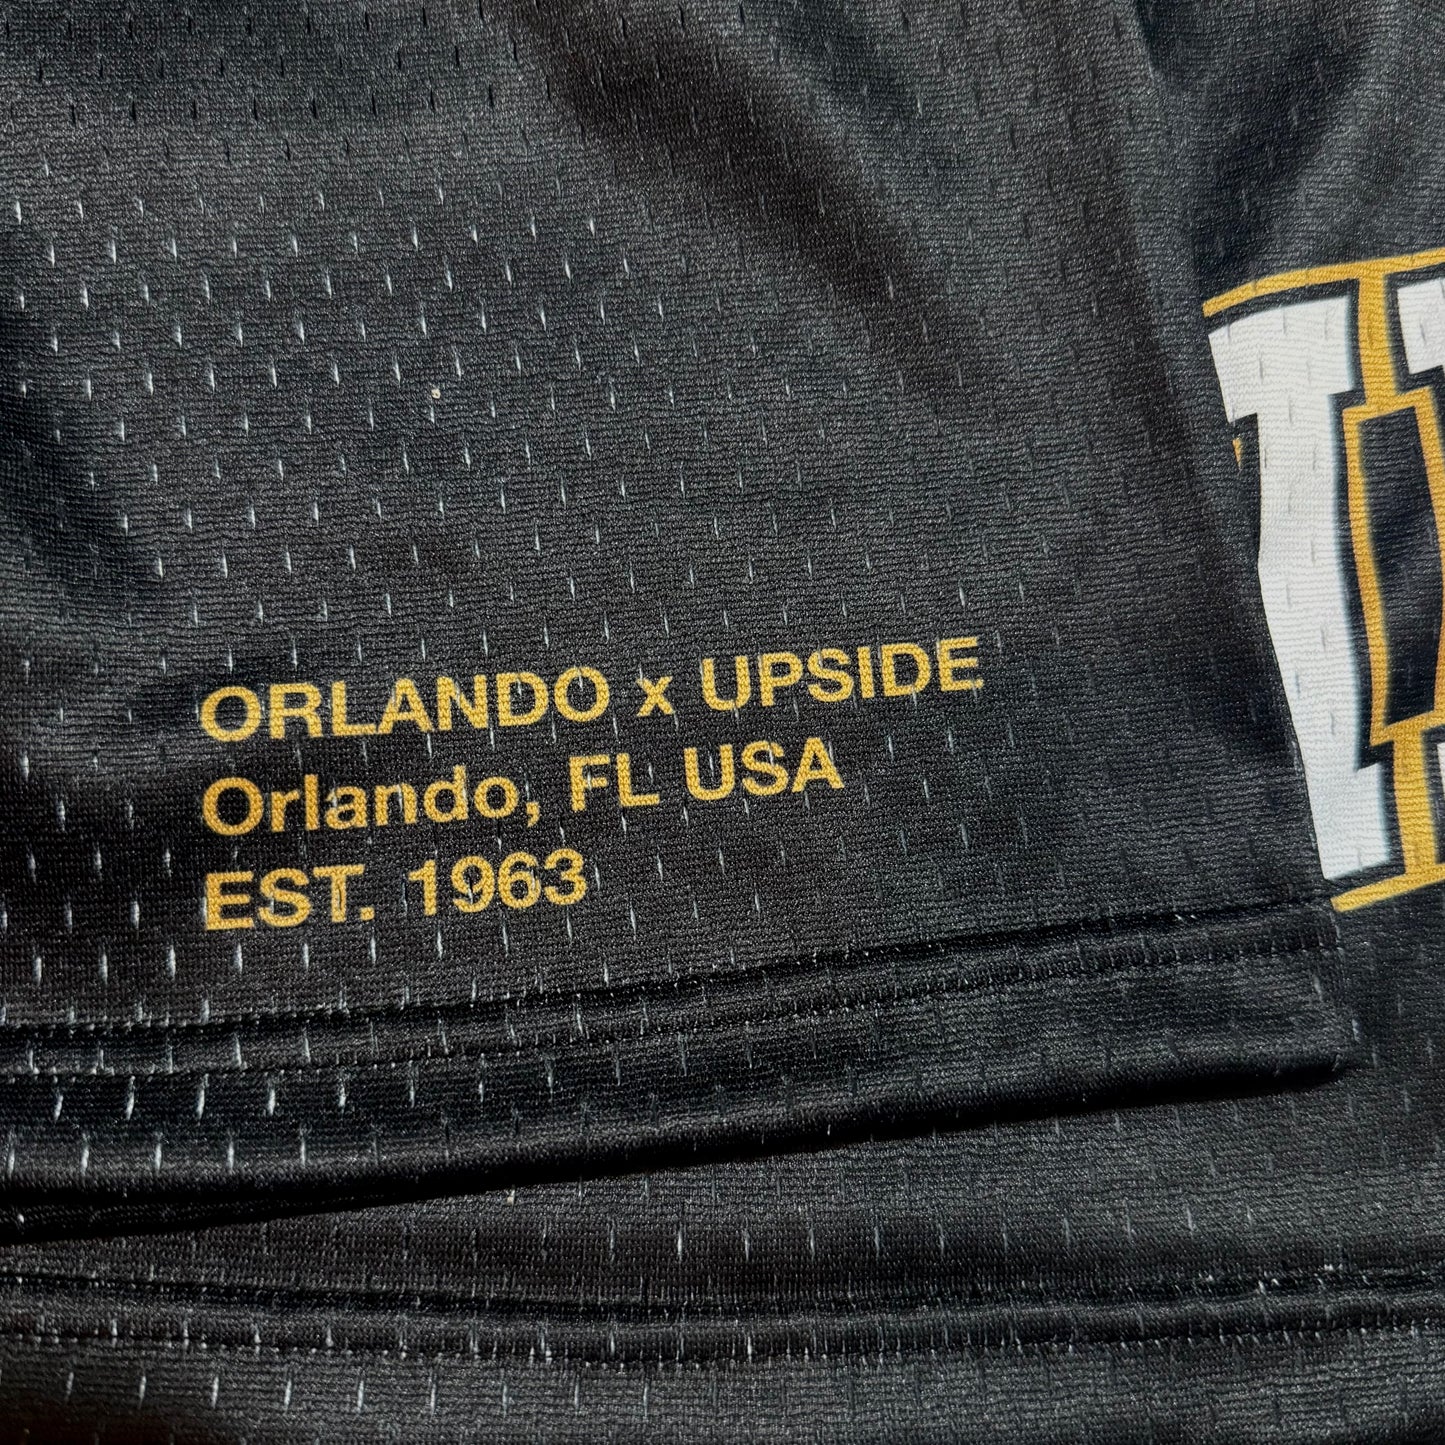 ORLANDO x UPSIDE
Orlando, FL USA
EST. 1963